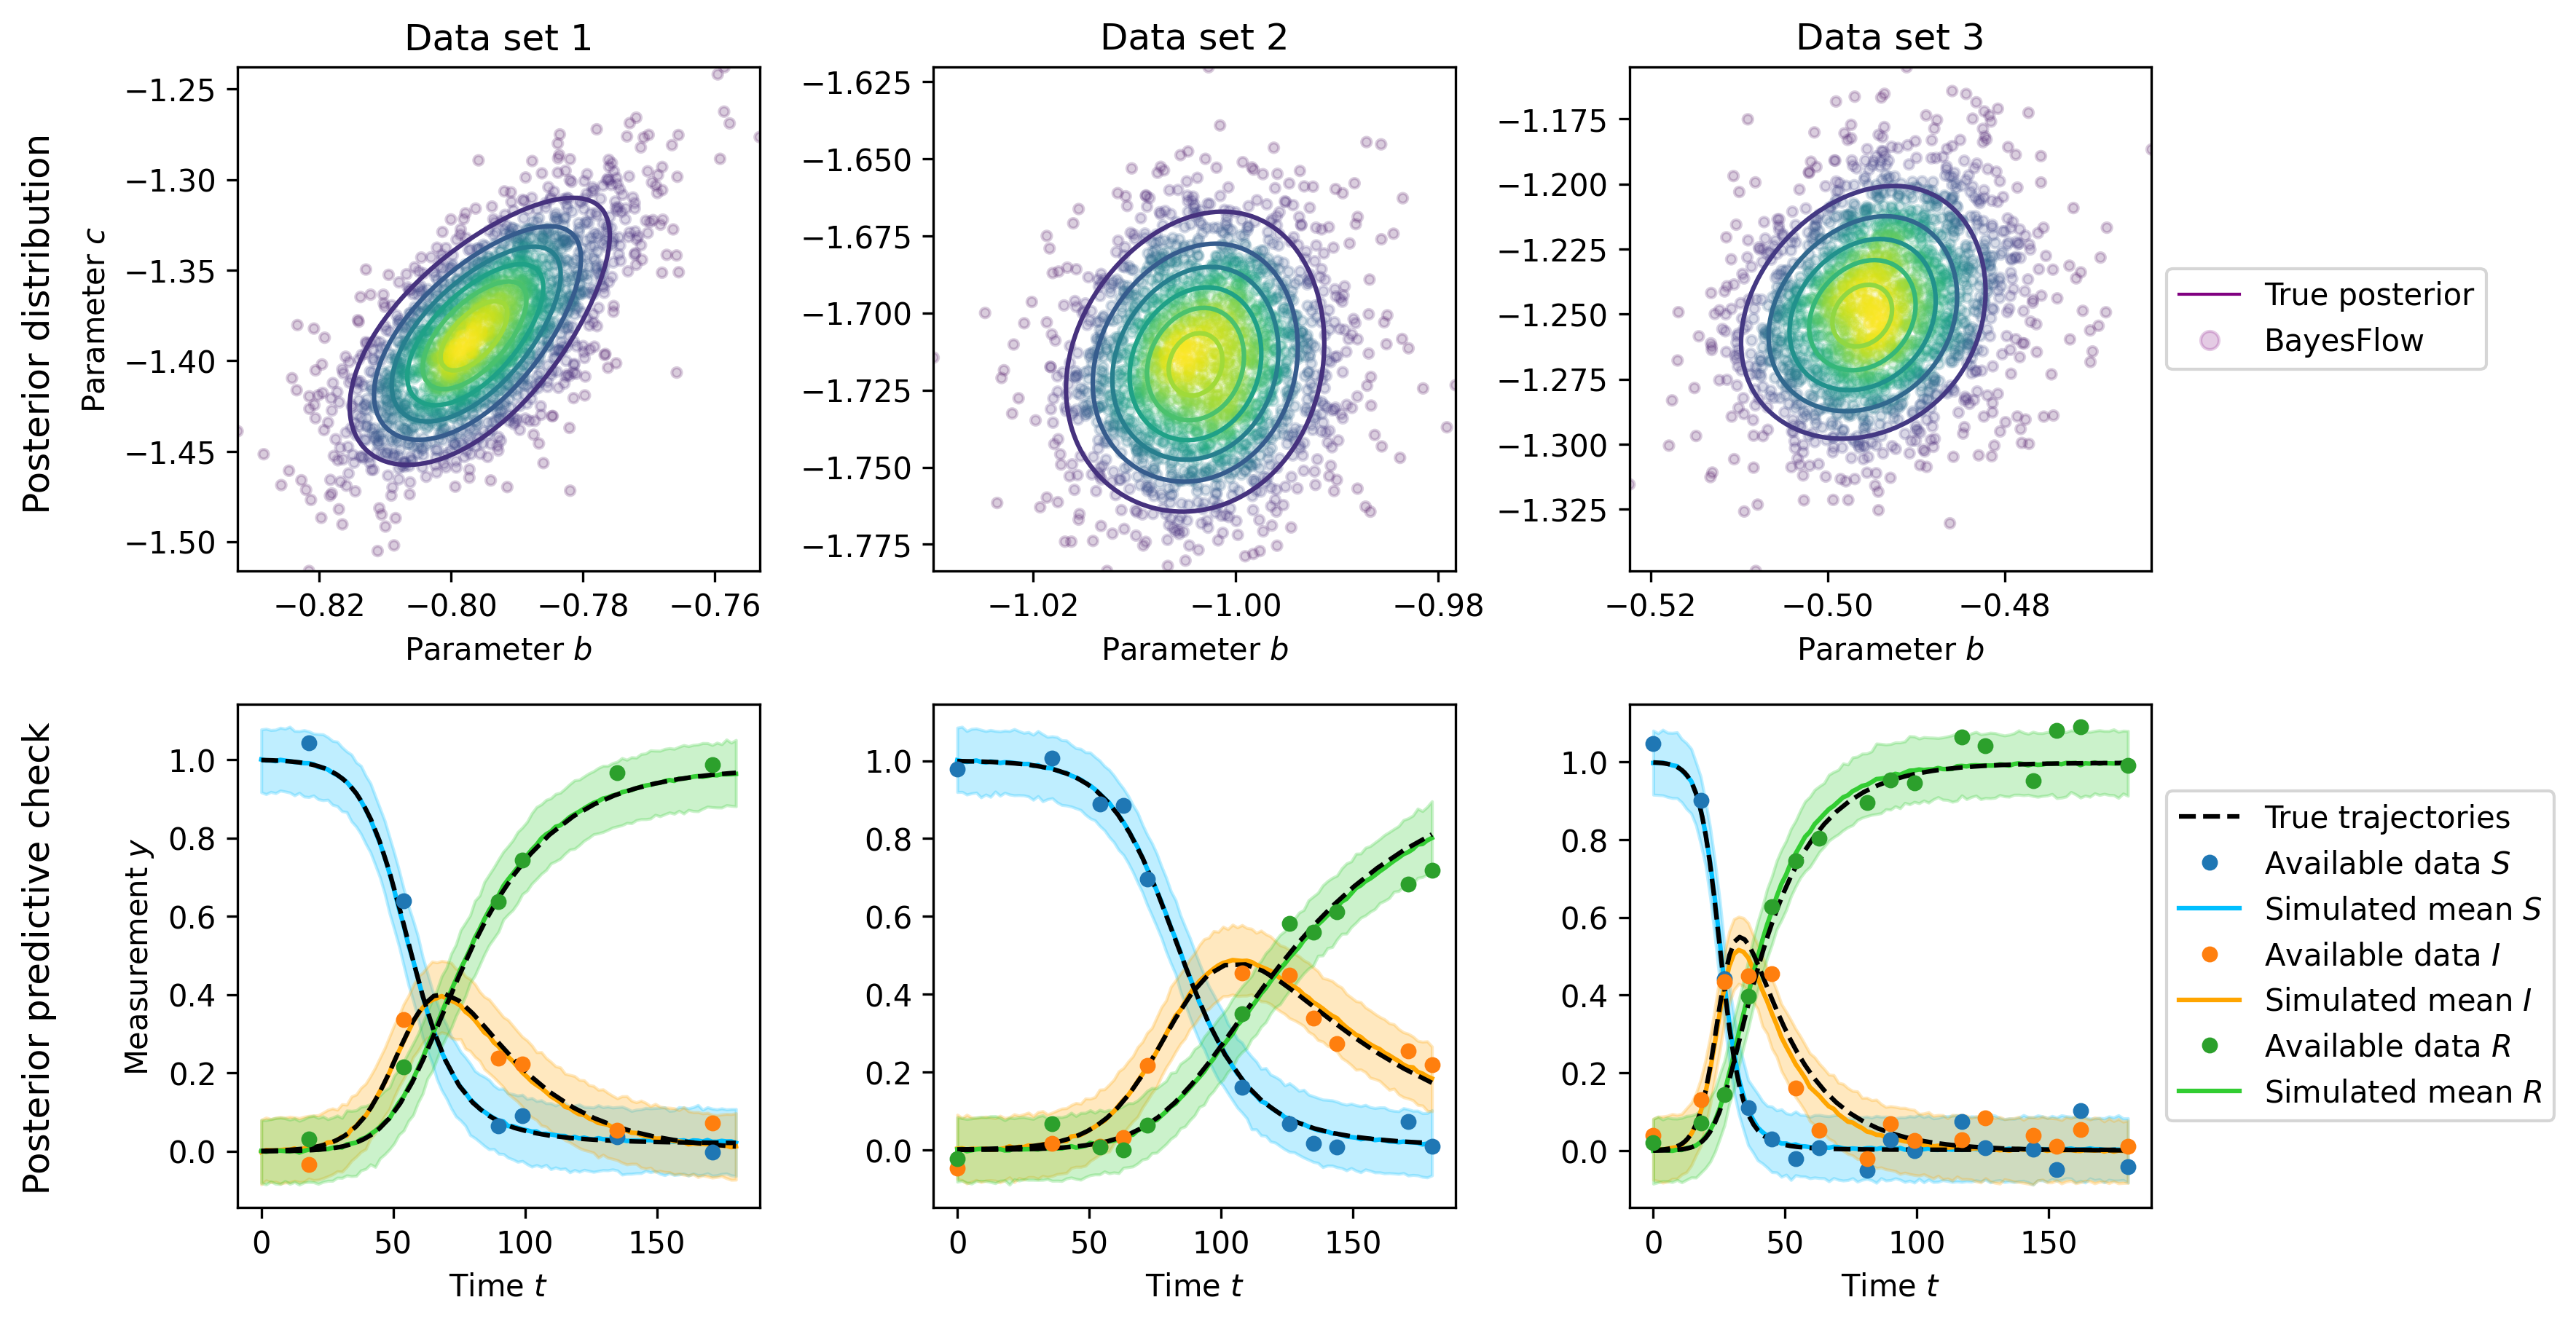 Data set 1
Data set 2
Data set 3
Posterior distribution
Parameter c
−1.25
−1.30
−1.35
−1.40
−1.45
−1.50
−0.82 −0.80 −0.78 −0.76
Parameter b
−1.625
−1.650
−1.675
−1.700
−1.725
−1.750
−1.775
−1.02 −1.00 −0.98
Parameter b
−1.175
−1.200
−1.225
−1.250
−1.275
−1.300
−1.325
−0.52 −0.50 −0.48
Parameter b
True posterior
BayesFlow
Posterior predictive check
Measurement y
1.0
0.8
0.6
0.4
0.2
0.0
0 50 100 150
Time t
1.0
0.8
0.6
0.4
0.2
0.0
0 50 100 150
Time t
1.0
0.8
0.6
0.4
0.2
0.0
0 50 100 150
Time t
True trajectories
Available data S
Simulated mean S
Available data I
Simulated mean I
Available data R
Simulated mean R